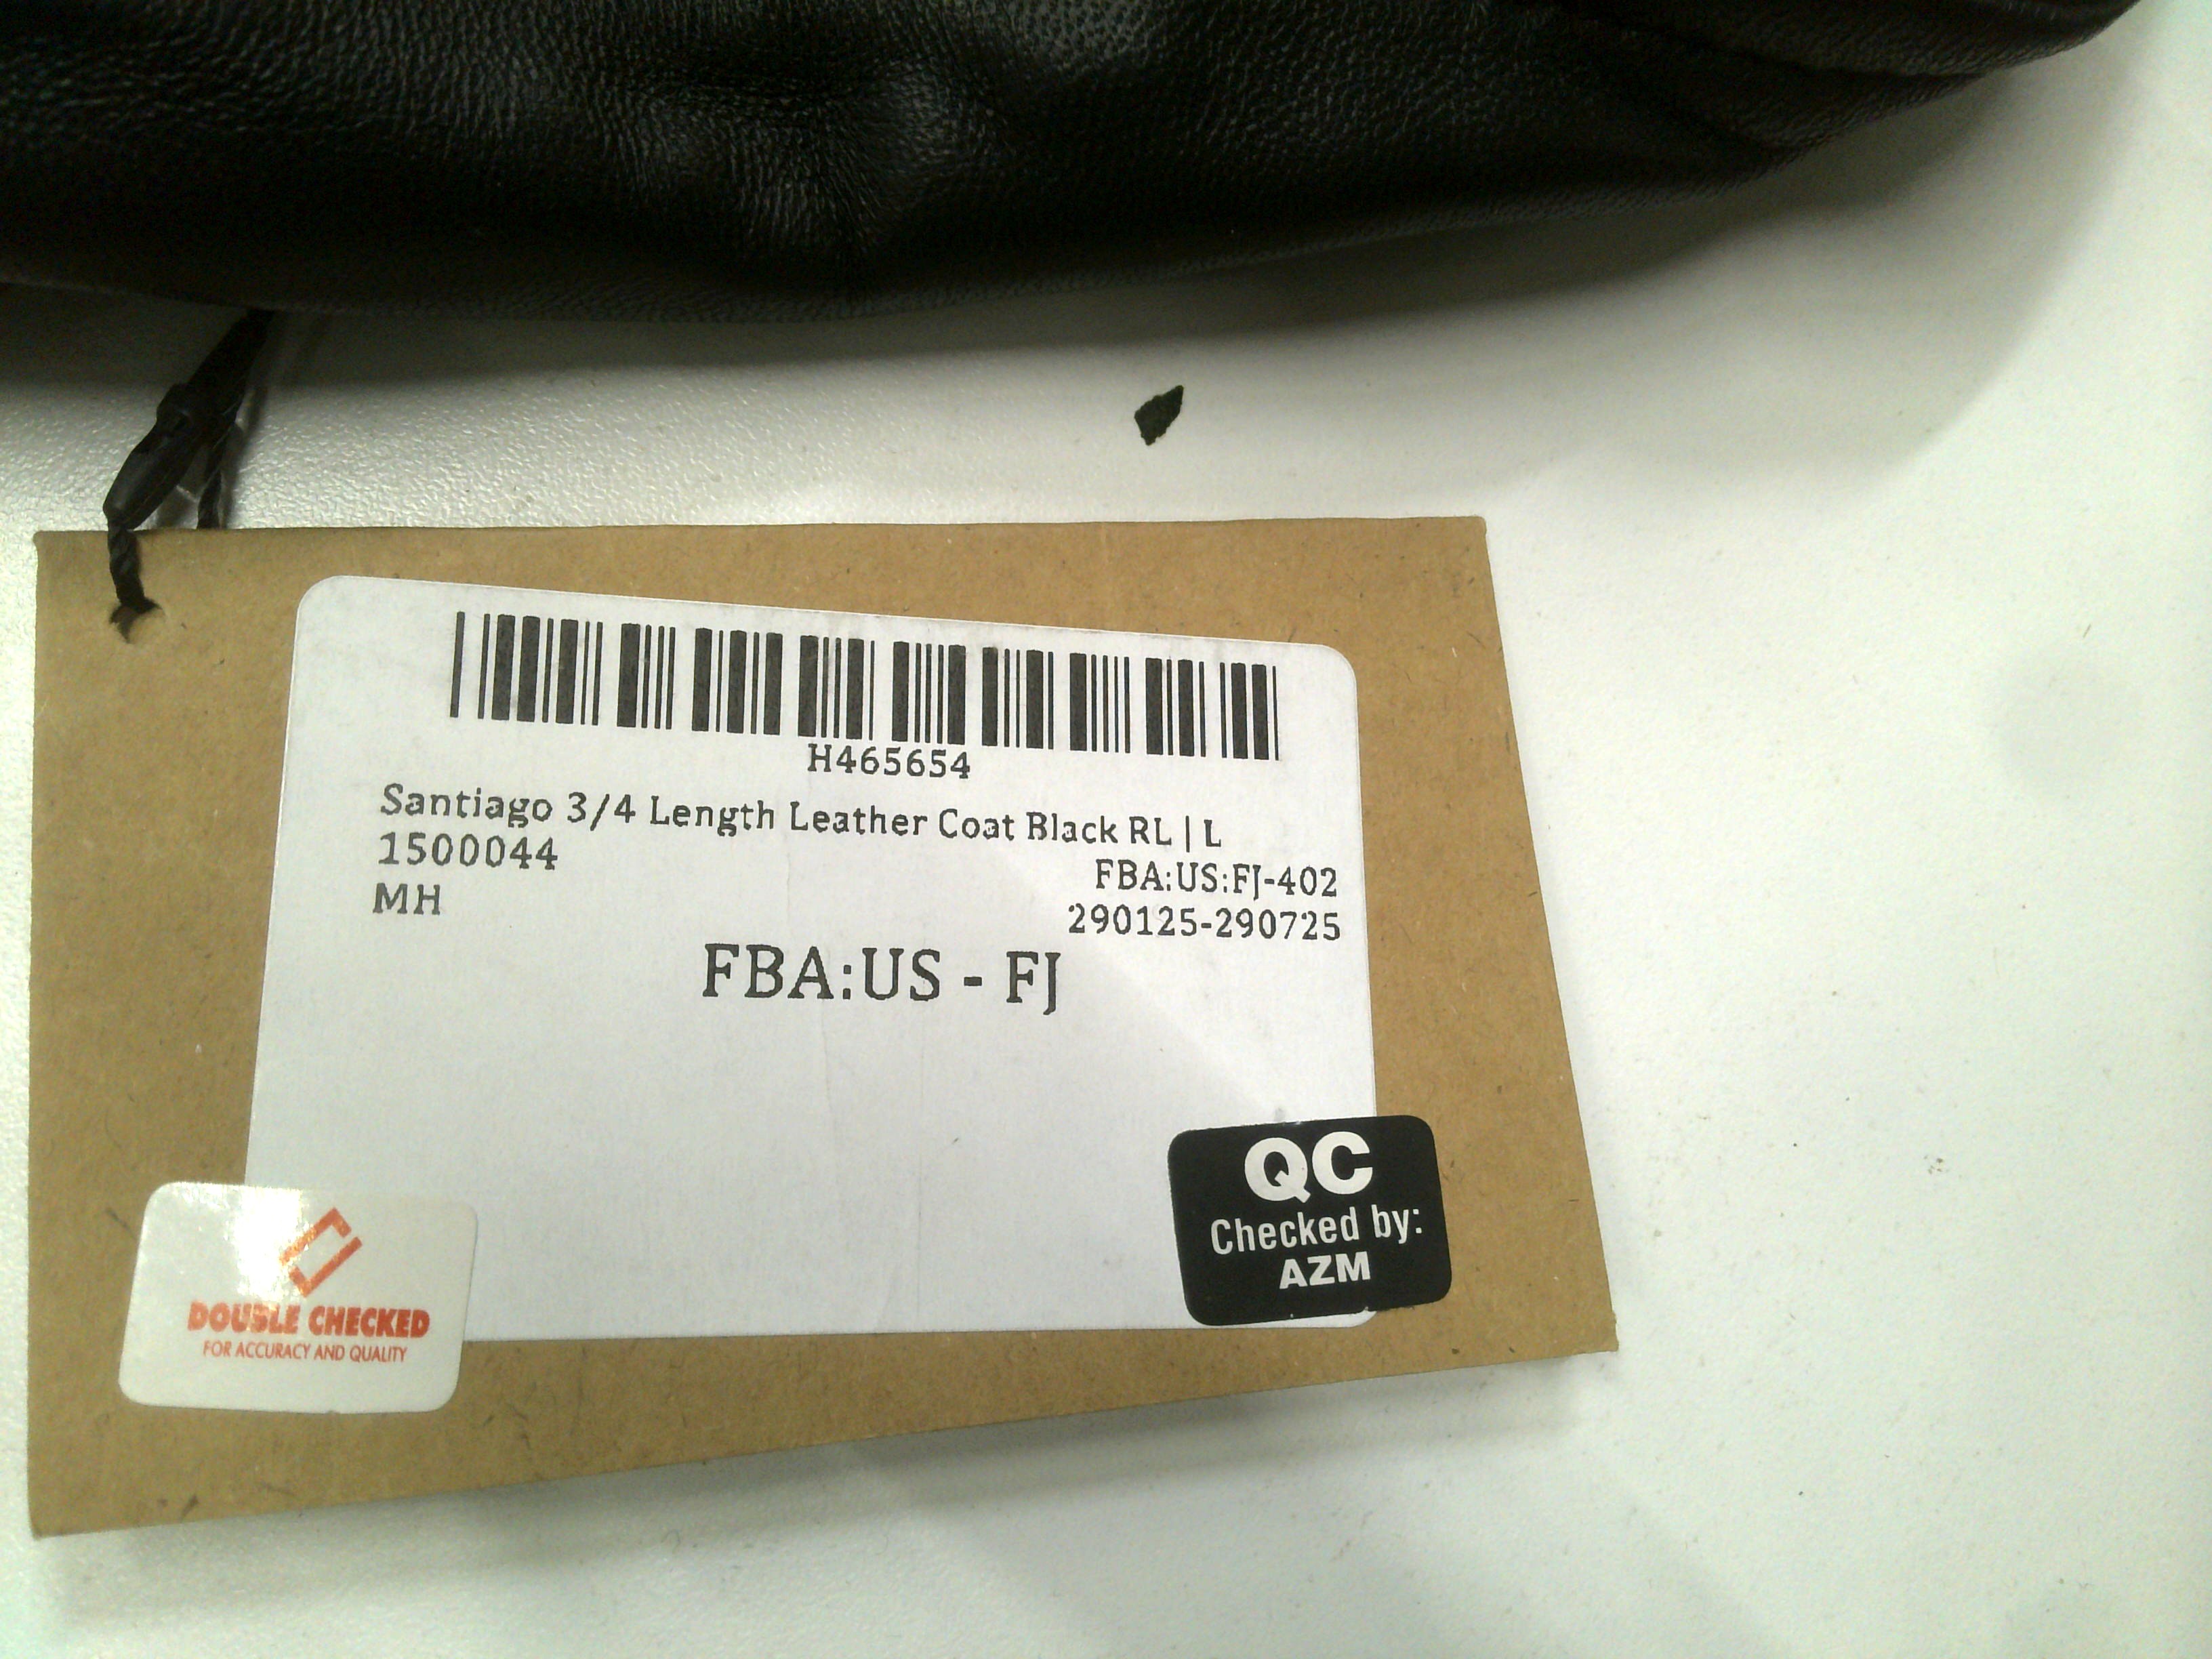 H465654
Santiago 3/4 Length Leather Coat Black RL | L
1500044
FBA:US:FJ-402
MH
290125-290725
FBA:US - FJ
QC
Checked by:
AZM
DOUBLE CHECKED
FOR ACCURACY AND QUALITY